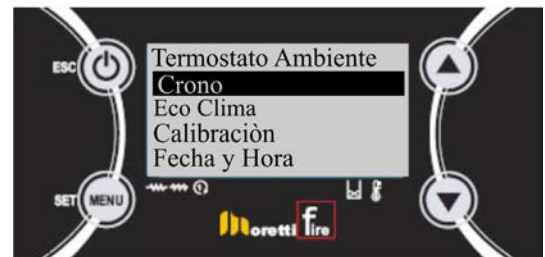 ESC
Termostato Ambiente
Crono
Eco Clima
Calibraciòn
Fecha y Hora
SET MENU
Moretti fire